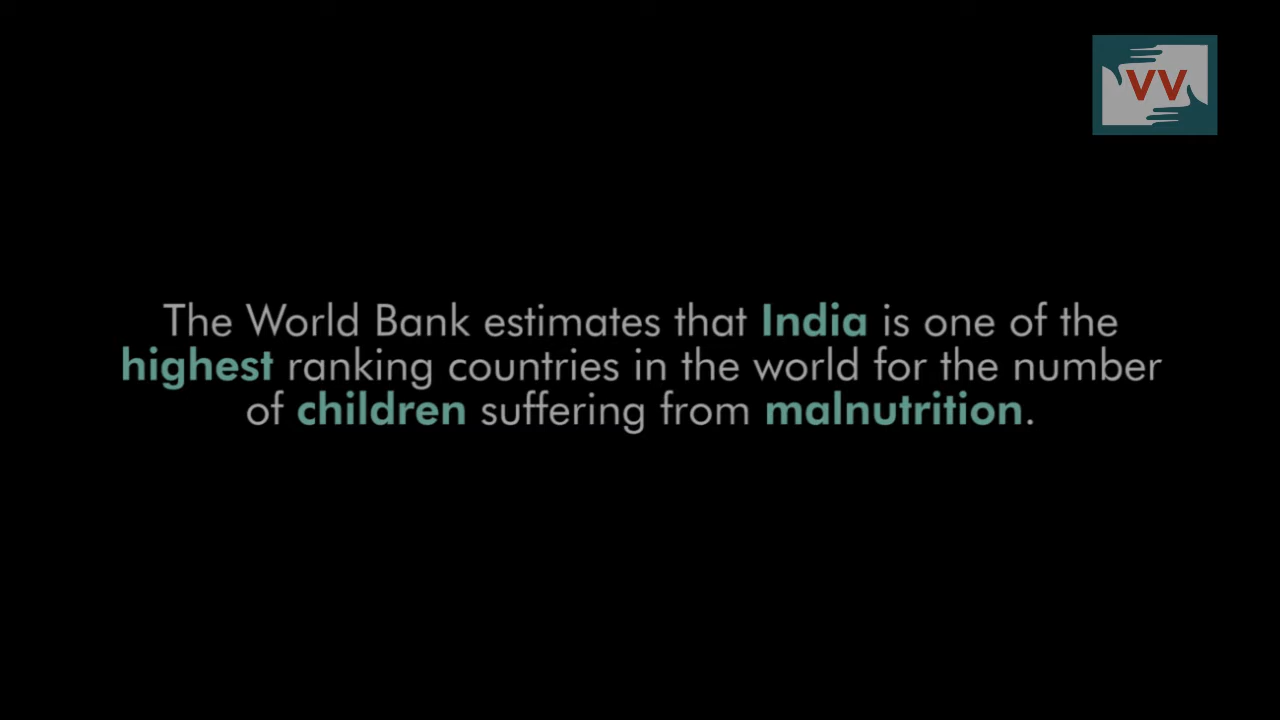 VV
The World Bank estimates that India is one of the
highest ranking countries in the world for the number
of children suffering from malnutrition.